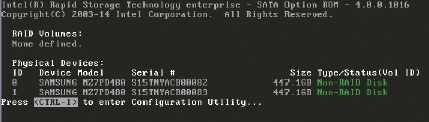 Intel(R) Rapid Storage Technology enterprise - SATA Option ROM - 4.0.0.1016
Copyright(C) 2003-14 Intel Corporation. All Rights Reserved.
RAID Volumes:
None defined.
Physical Devices:
ID Device Model Serial # Size Type/Status(Vol ID)
0 SAMSUNG MZ7PD480 S15TNYACB00082 447.1GB Non-RAID Disk
1 SAMSUNG MZ7PD480 S15TNYACB00083 447.1GB Non-RAID Disk
Press <CTRL-I> to enter Configuration Utility...